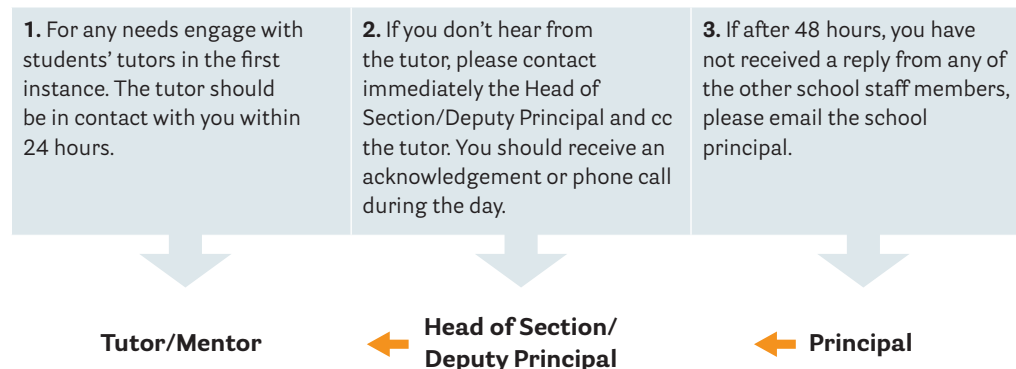 1. For any needs engage with
students’ tutors in the first
instance. The tutor should
be in contact with you within
24 hours.
2. If you don’t hear from
the tutor, please contact
immediately the Head of
Section/Deputy Principal and cc
the tutor. You should receive an
acknowledgement or phone call
during the day.
3. If after 48 hours, you have
not received a reply from any of
the other school staff members,
please email the school
principal.
Tutor/Mentor
Head of Section/
Deputy Principal
Principal